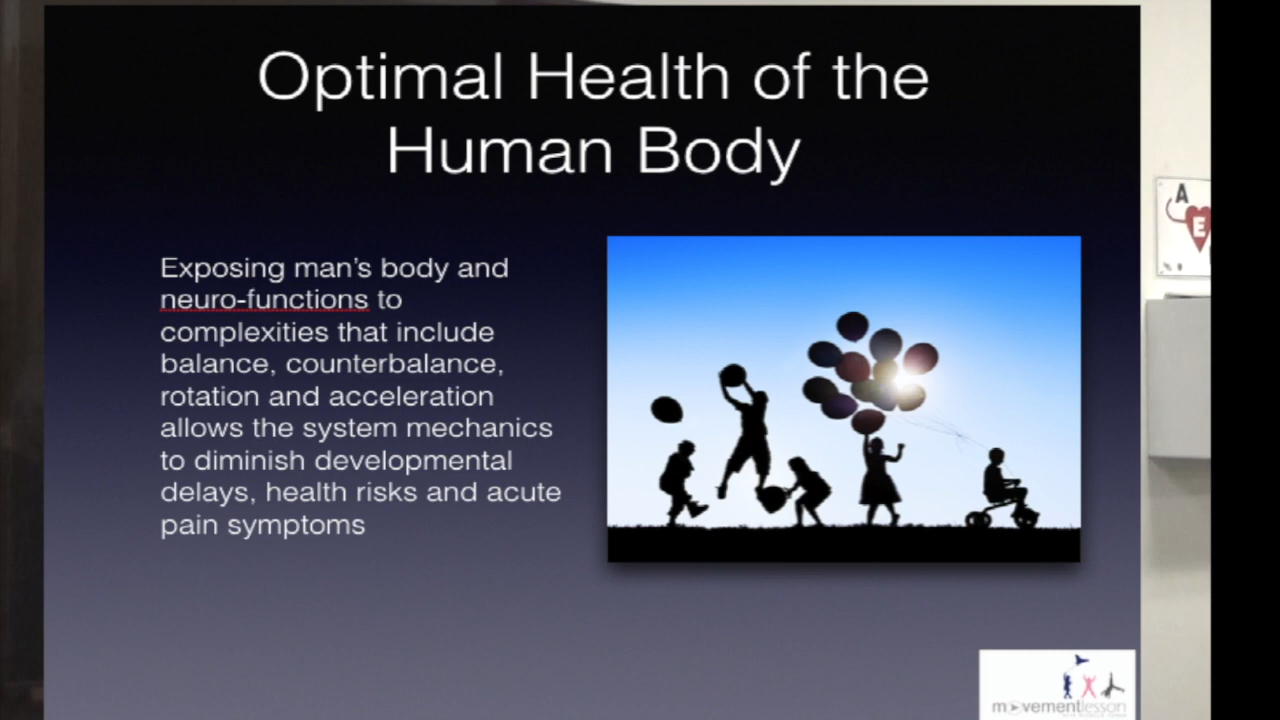 Optimal Health of the
Human Body
Exposing man's body and
neuro-functions to
complexities that include
balance, counterbalance,
rotation and acceleration
allows the system mechanics
to diminish developmental
delays, health risks and acute
pain symptoms
A
E
movementlesson